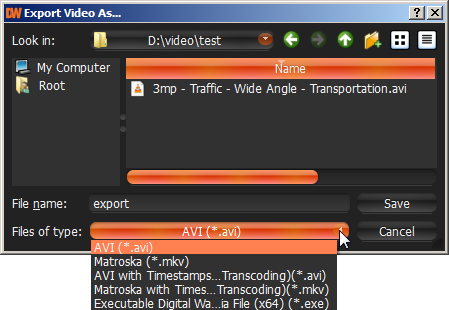 DW Export Video As...
Look in: D:\video\test
My Computer
Root
Name
3mp - Traffic - Wide Angle - Transportation.avi
File name: export Save
Files of type: AVI (*.avi) Cancel
AVI (*.avi)
Matroska (*.mkv)
AVI with Timestamps...Transcoding)(*.avi)
Matroska with Times...Transcoding)(*.mkv)
Executable Digital Wa...ia File (x64) (*.exe)